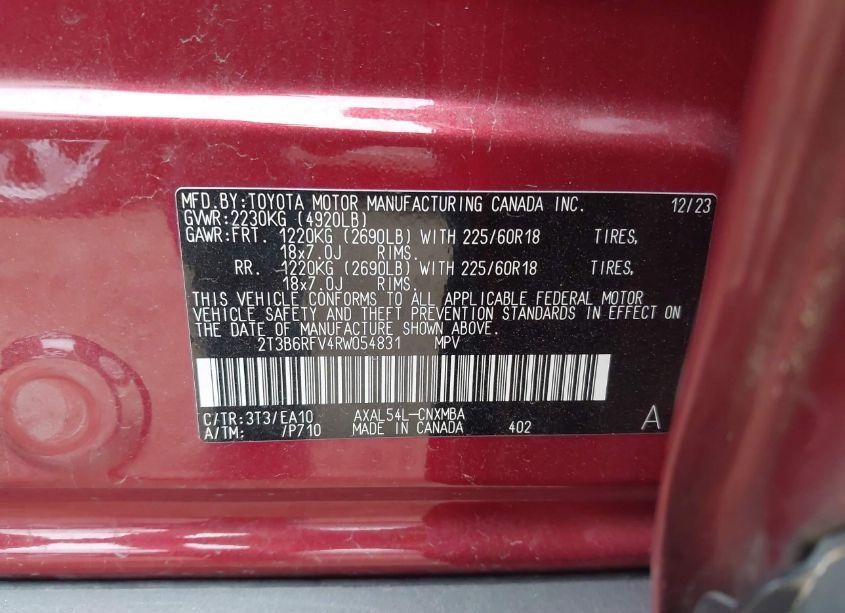 MFD.BY:TOYOTA MOTOR MANUFACTURING CANADA INC. 12/23
GVWR:2230KG (4920LB)
GAWR:FRT. 1220KG (2690LB) WITH 225/60R18 TIRES,
18x7.0J RIMS.
RR. 1220KG (2690LB) WITH 225/60R18 TIRES,
18x7.0J RIMS.
THIS VEHICLE CONFORMS TO ALL APPLICABLE FEDERAL MOTOR
VEHICLE SAFETY AND THEFT PREVENTION STANDARDS IN EFFECT ON
THE DATE OF MANUFACTURE SHOWN ABOVE.
2T3B6RFV4RW054831 MPV
C/TR:3T3/EA10 AXAL54L-CNXMBA A
A/TM: /P710 MADE IN CANADA 402